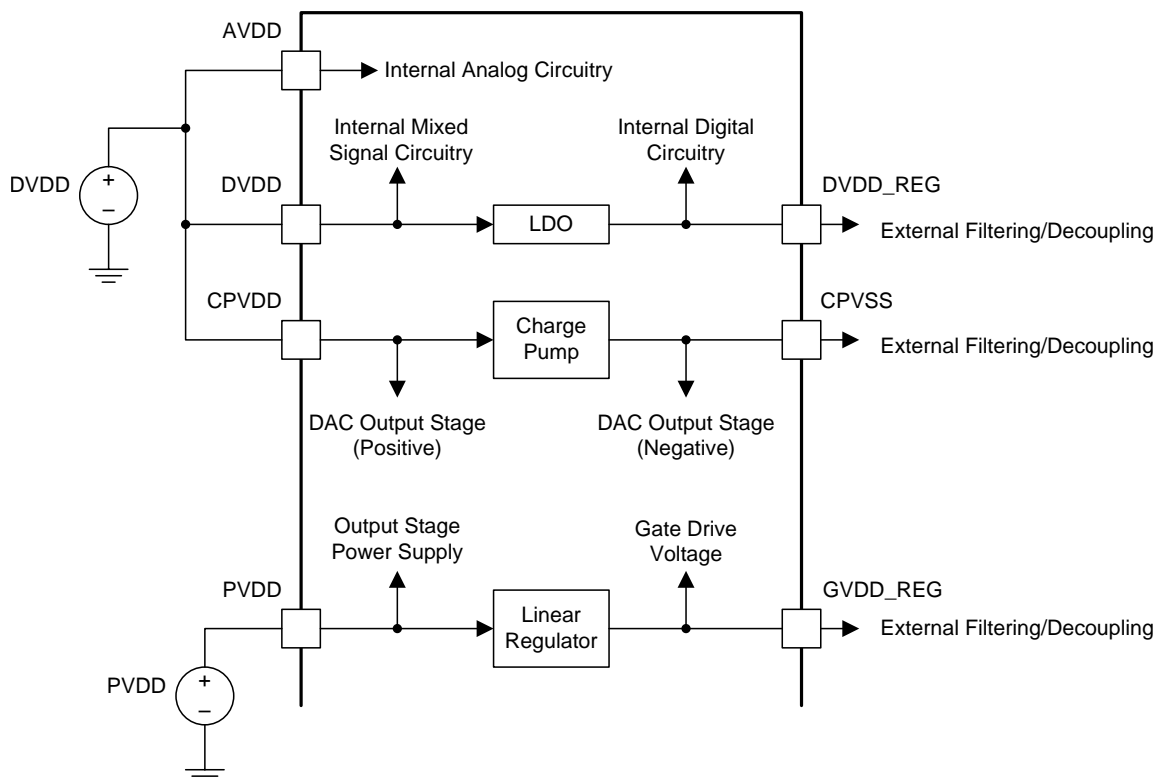 AVDD
Internal Analog Circuitry
Internal Mixed
Signal Circuitry
Internal Digital
Circuitry
DVDD
+
−
DVDD
LDO
DVDD_REG
External Filtering/Decoupling
CPVDD
Charge
Pump
CPVSS
External Filtering/Decoupling
DAC Output Stage
(Positive)
DAC Output Stage
(Negative)
Output Stage
Power Supply
Gate Drive
Voltage
PVDD
Linear
Regulator
GVDD_REG
External Filtering/Decoupling
PVDD
+
−